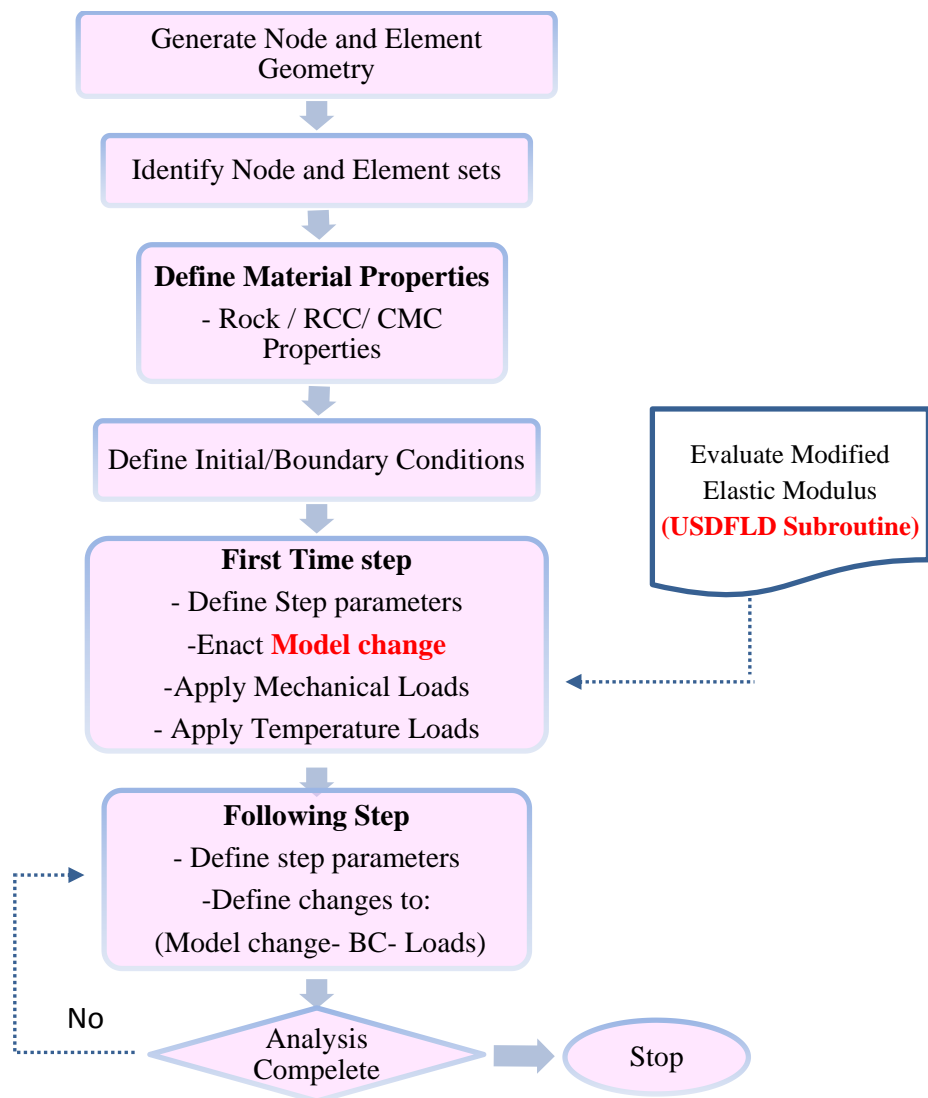 Generate Node and Element
Geometry
Identify Node and Element sets
Define Material Properties
- Rock / RCC/ CMC
Properties
Define Initial/Boundary Conditions
Evaluate Modified
Elastic Modulus
(USDFLD Subroutine)
First Time step
- Define Step parameters
-Enact Model change
-Apply Mechanical Loads
- Apply Temperature Loads
Following Step
- Define step parameters
-Define changes to:
(Model change- BC- Loads)
No
Analysis
Compelete
Stop